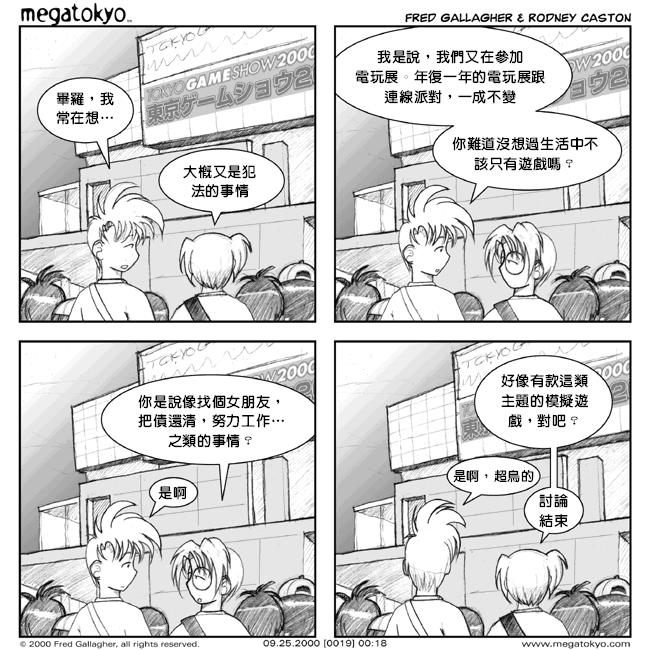 megatokyo™
FRED GALLAGHER & RODNEY CASTON
TOKYO GAME SHOW 2000
東京ゲームショウ2
畢羅，我
常在想…
大概又是犯
法的事情
我是說，我們又在參加
電玩展。年復一年的電玩展跟
連線派對，一成不變
你難道沒想過生活中不
該只有遊戲嗎？
你是說像找個女朋友，
把債還清，努力工作…
之類的事情？
是啊
好像有款這類
主題的模擬遊
戲，對吧？
是啊，超鳥的
討論
結束
© 2000 Fred Gallagher, all rights reserved.
09.25.2000 [0019] 00:18
www.megatokyo.com